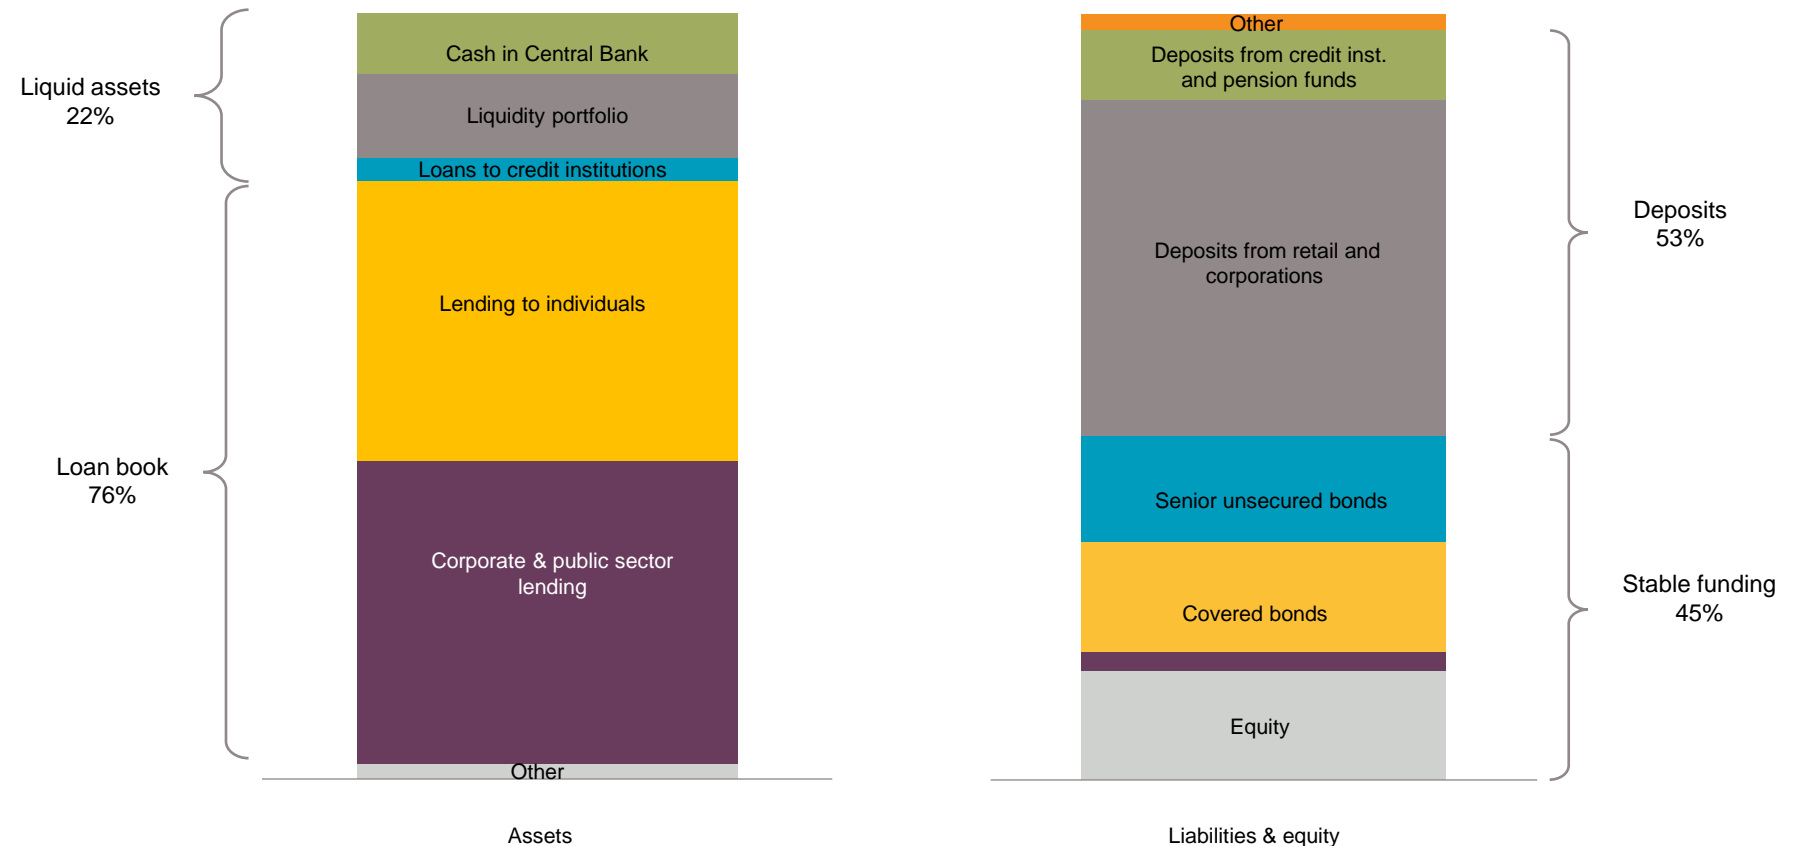 Liquid assets
22%
Loan book
76%
Cash in Central Bank
Liquidity portfolio
Loans to credit institutions
Lending to individuals
Corporate & public sector
lending
Other
Assets
Other
Deposits from credit inst.
and pension funds
Deposits from retail and
corporations
Senior unsecured bonds
Covered bonds
Equity
Liabilities & equity
Deposits
53%
Stable funding
45%